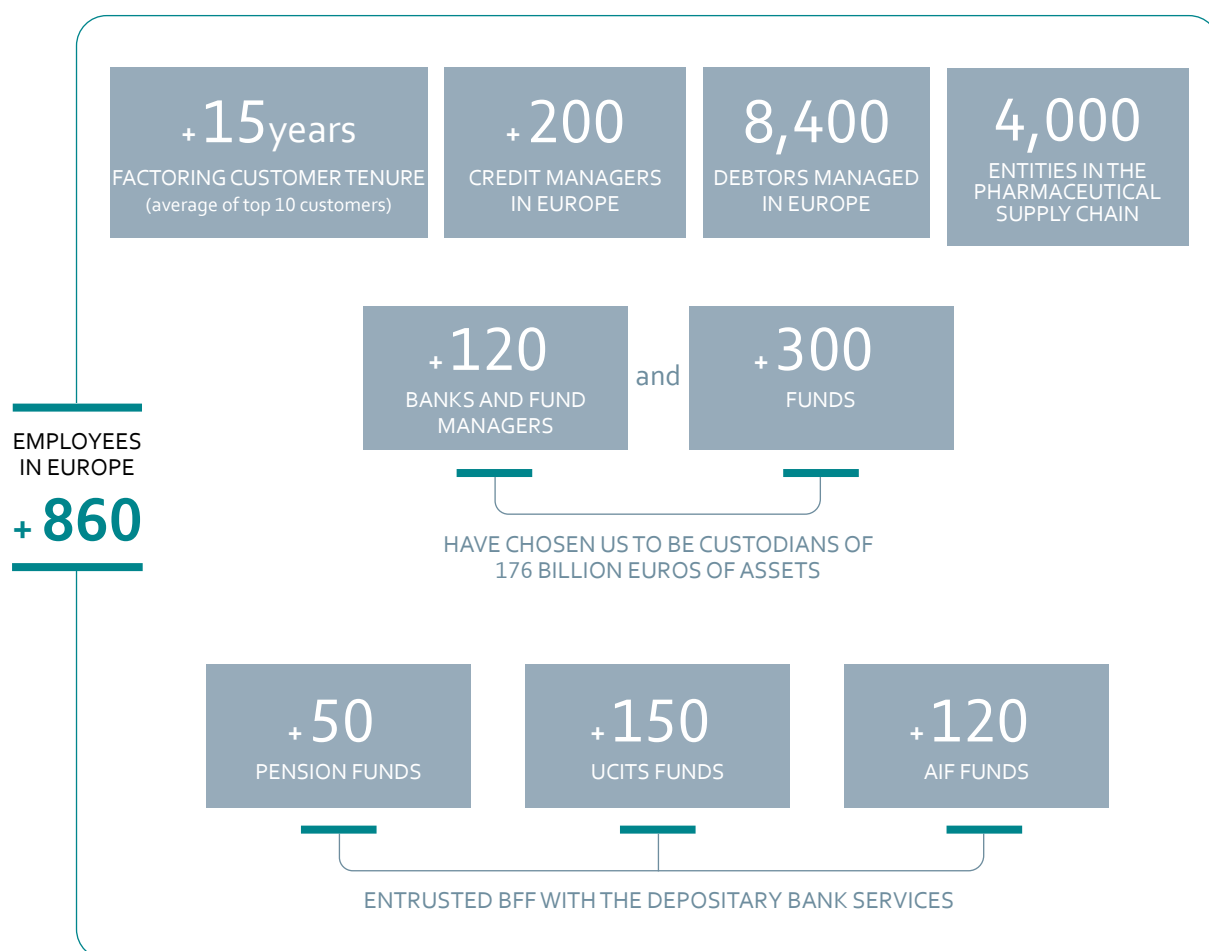 + 15 years
FACTORING CUSTOMER TENURE
(average of top 10 customers)
+ 200
CREDIT MANAGERS
IN EUROPE
8,400
DEBTORS MANAGED
IN EUROPE
4,000
ENTITIES IN THE
PHARMACEUTICAL
SUPPLY CHAIN
+ 120
BANKS AND FUND
MANAGERS
and
+ 300
FUNDS
EMPLOYEES
IN EUROPE
+ 860
HAVE CHOSEN US TO BE CUSTODIANS OF
176 BILLION EUROS OF ASSETS
+ 50
PENSION FUNDS
+ 150
UCITS FUNDS
+ 120
AIF FUNDS
ENTRUSTED BFF WITH THE DEPOSITARY BANK SERVICES